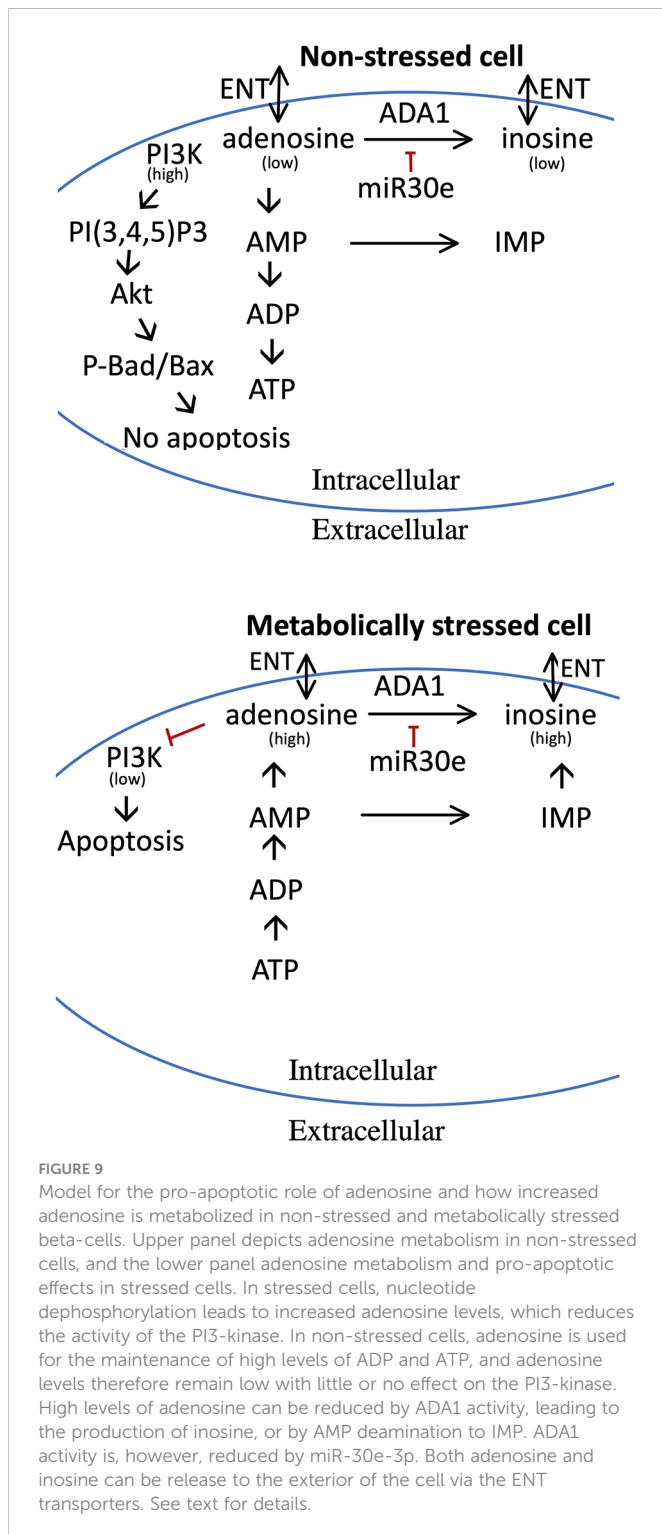 Non-stressed cell
ENT ENT
ADA1
adenosine inosine
(low) (low)
PI3K
(high)
miR30e
PI(3,4,5)P3 AMP IMP
Akt ADP
P-Bad/Bax ATP
No apoptosis
Intracellular
Extracellular
Metabolically stressed cell
ENT ENT
ADA1
adenosine inosine
(high) (high)
PI3K miR30e
(low)
Apoptosis AMP IMP
ADP
ATP
Intracellular
Extracellular
FIGURE 9
Model for the pro-apoptotic role of adenosine and how increased
adenosine is metabolized in non-stressed and metabolically stressed
beta-cells. Upper panel depicts adenosine metabolism in non-stressed
cells, and the lower panel adenosine metabolism and pro-apoptotic
effects in stressed cells. In stressed cells, nucleotide
dephosphorylation leads to increased adenosine levels, which reduces
the activity of the PI3-kinase. In non-stressed cells, adenosine is used
for the maintenance of high levels of ADP and ATP, and adenosine
levels therefore remain low with little or no effect on the PI3-kinase.
High levels of adenosine can be reduced by ADA1 activity, leading to
the production of inosine, or by AMP deamination to IMP. ADA1
activity is, however, reduced by miR-30e-3p. Both adenosine and
inosine can be release to the exterior of the cell via the ENT
transporters. See text for details.